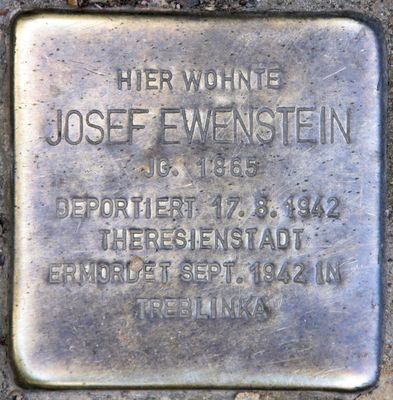 HIER WOHNTE
JOSEF EWENSTEIN
JG. 1865
DEPORTIERT 17. 8. 1942
THERESIENSTADT
ERMORDET SEPT. 1942 IN
TREBLINKA